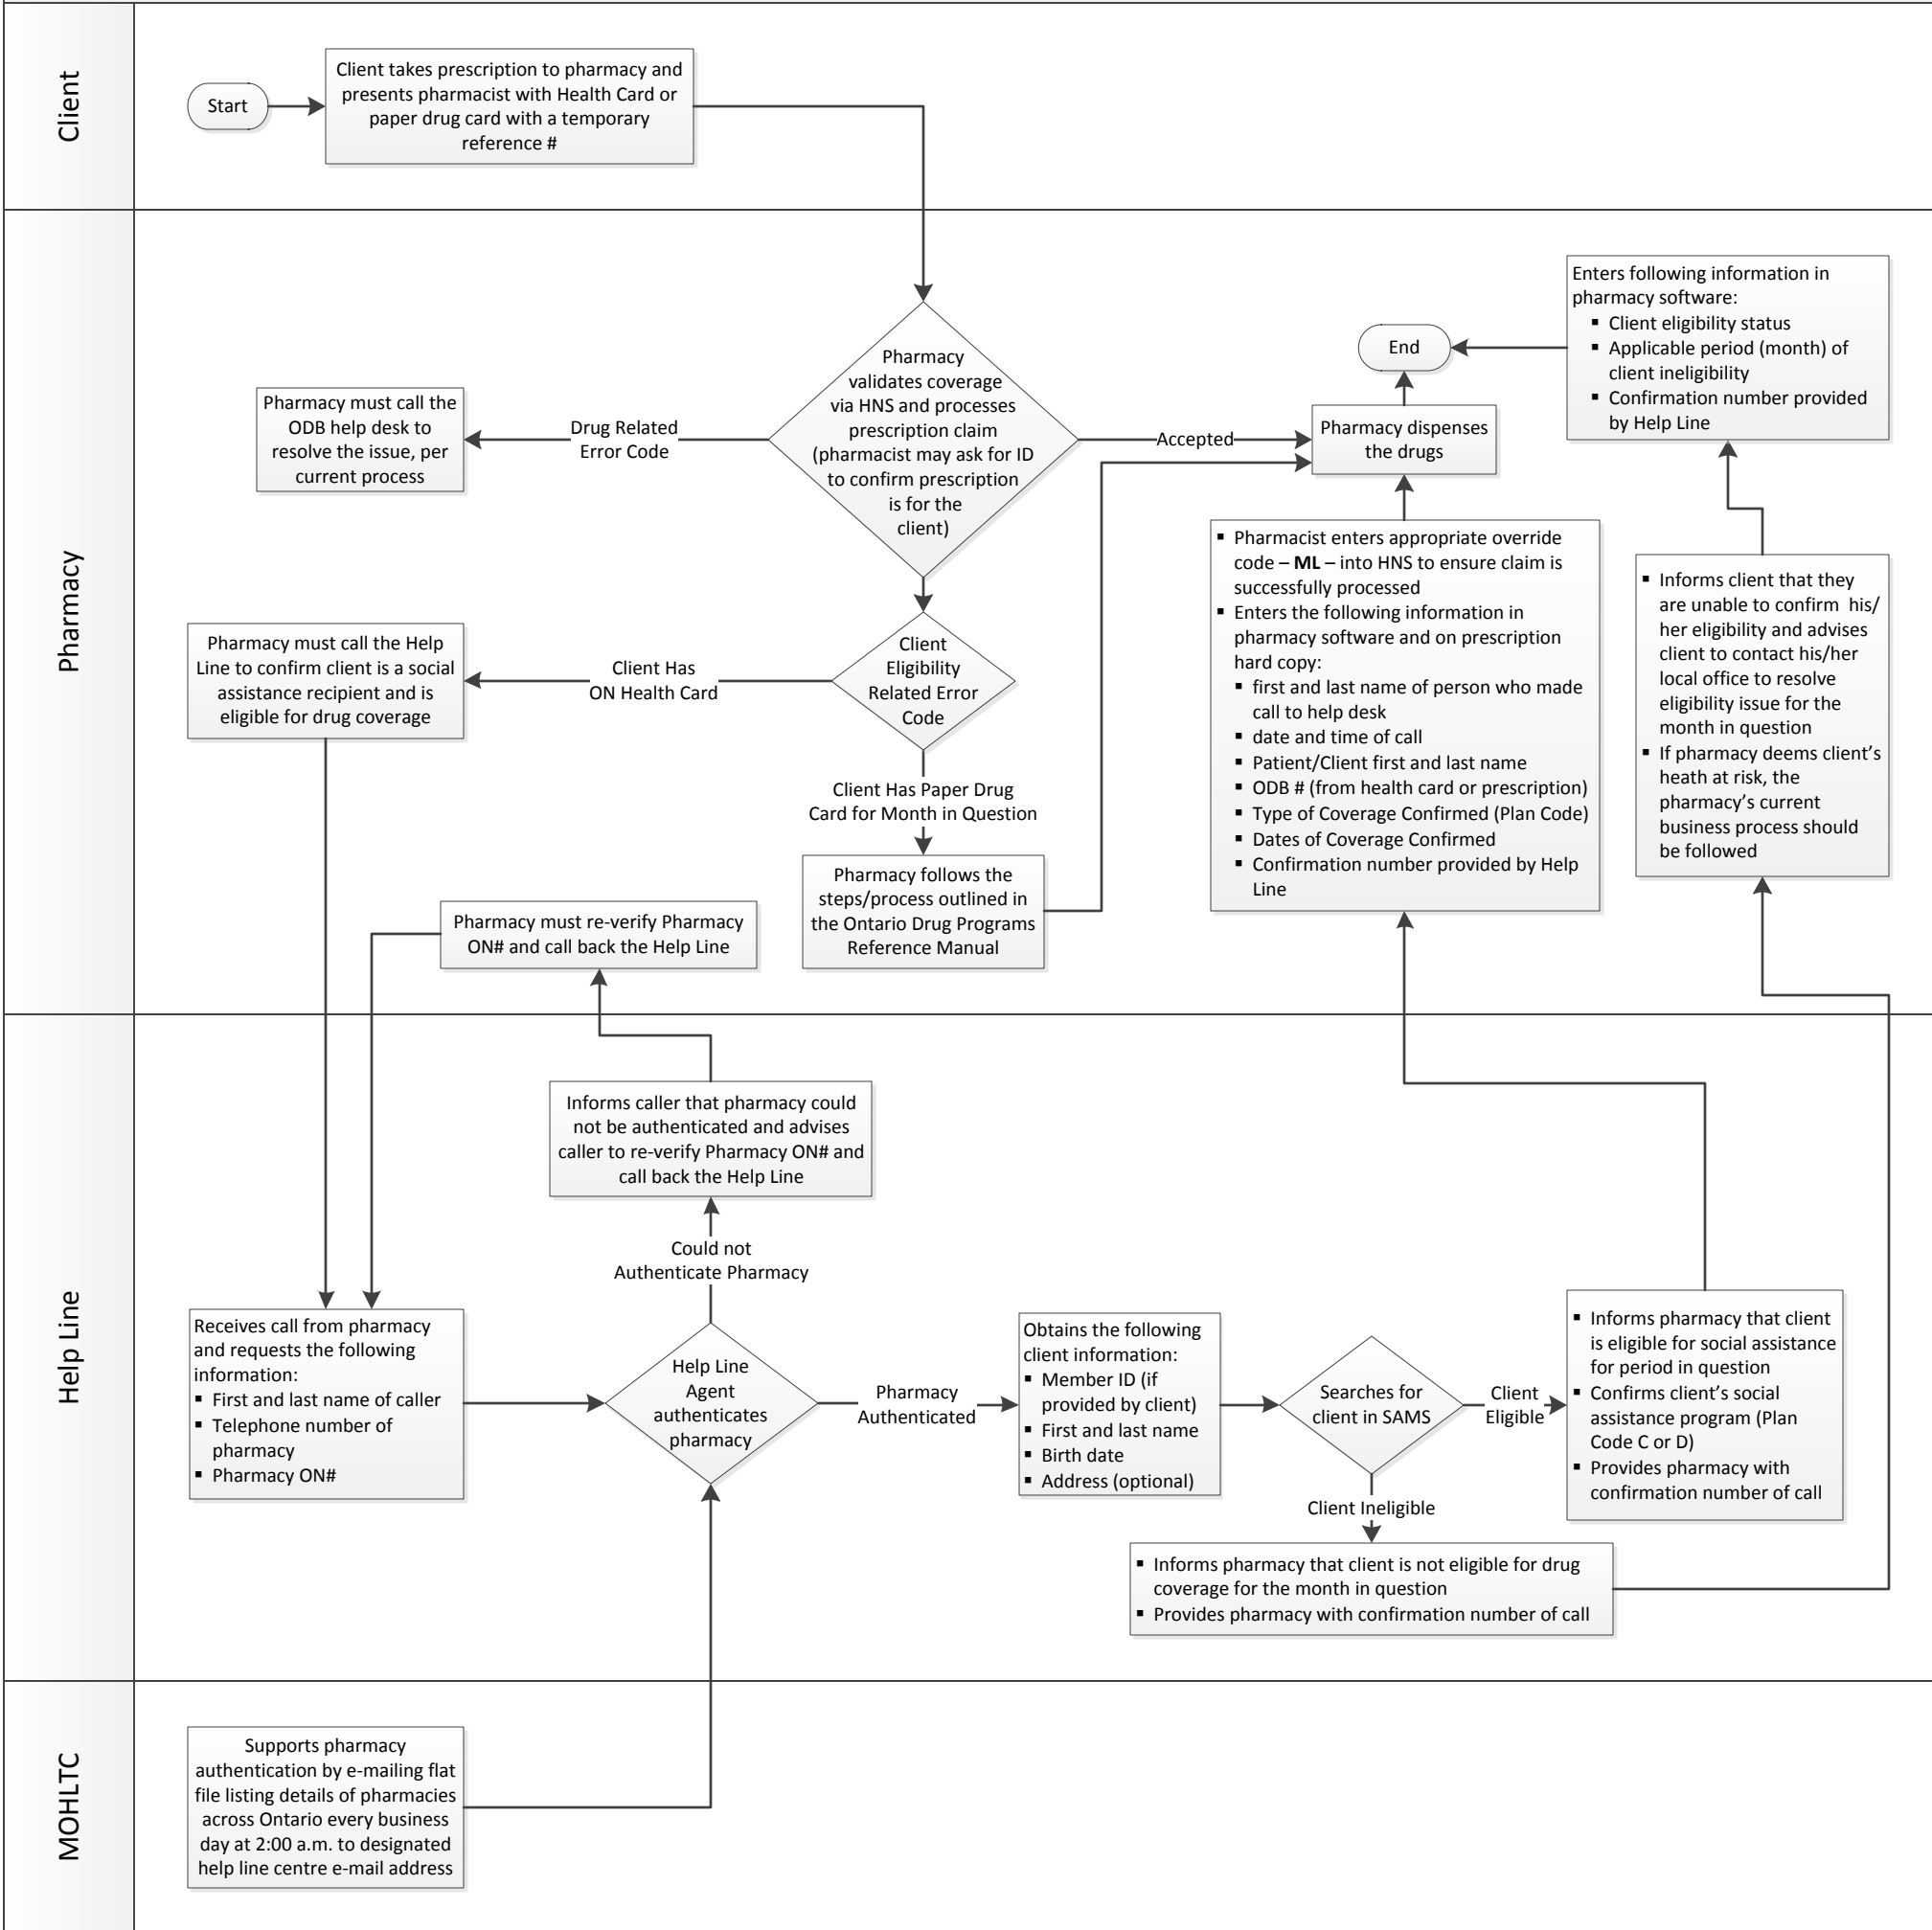 Client
Start
Client takes prescription to pharmacy and
presents pharmacist with Health Card or
paper drug card with a temporary
reference #
Pharmacy
Pharmacy
validates coverage
via HNS and processes
prescription claim
(pharmacist may ask for ID
to confirm prescription
is for the
client)
Drug Related
Error Code
Pharmacy must call the
ODB help desk to
resolve the issue, per
current process
Accepted
Pharmacy dispenses
the drugs
End
Enters following information in
pharmacy software:
▪ Client eligibility status
▪ Applicable period (month) of
client ineligibility
▪ Confirmation number provided
by Help Line
Client
Eligibility
Related Error
Code
Client Has
ON Health Card
Pharmacy must call the Help
Line to confirm client is a social
assistance recipient and is
eligible for drug coverage
Client Has Paper Drug
Card for Month in Question
Pharmacy follows the
steps/process outlined in
the Ontario Drug Programs
Reference Manual
▪ Pharmacist enters appropriate override
code – ML – into HNS to ensure claim is
successfully processed
▪ Enters the following information in
pharmacy software and on prescription
hard copy:
▪ first and last name of person who made
call to help desk
▪ date and time of call
▪ Patient/Client first and last name
▪ ODB # (from health card or prescription)
▪ Type of Coverage Confirmed (Plan Code)
▪ Dates of Coverage Confirmed
▪ Confirmation number provided by Help
Line
▪ Informs client that they
are unable to confirm his/
her eligibility and advises
client to contact his/her
local office to resolve
eligibility issue for the
month in question
▪ If pharmacy deems client's
heath at risk, the
pharmacy's current
business process should
be followed
Pharmacy must re-verify Pharmacy
ON# and call back the Help Line
Help Line
Informs caller that pharmacy could
not be authenticated and advises
caller to re-verify Pharmacy ON# and
call back the Help Line
Could not
Authenticate Pharmacy
Receives call from pharmacy
and requests the following
information:
▪ First and last name of caller
▪ Telephone number of
pharmacy
▪ Pharmacy ON#
Help Line
Agent
authenticates
pharmacy
Pharmacy
Authenticated
Obtains the following
client information:
▪ Member ID (if
provided by client)
▪ First and last name
▪ Birth date
▪ Address (optional)
Searches for
client in SAMS
Client
Eligible
▪ Informs pharmacy that client
is eligible for social assistance
for period in question
▪ Confirms client's social
assistance program (Plan
Code C or D)
▪ Provides pharmacy with
confirmation number of call
Client Ineligible
▪ Informs pharmacy that client is not eligible for drug
coverage for the month in question
▪ Provides pharmacy with confirmation number of call
MOHLTC
Supports pharmacy
authentication by e-mailing flat
file listing details of pharmacies
across Ontario every business
day at 2:00 a.m. to designated
help line centre e-mail address